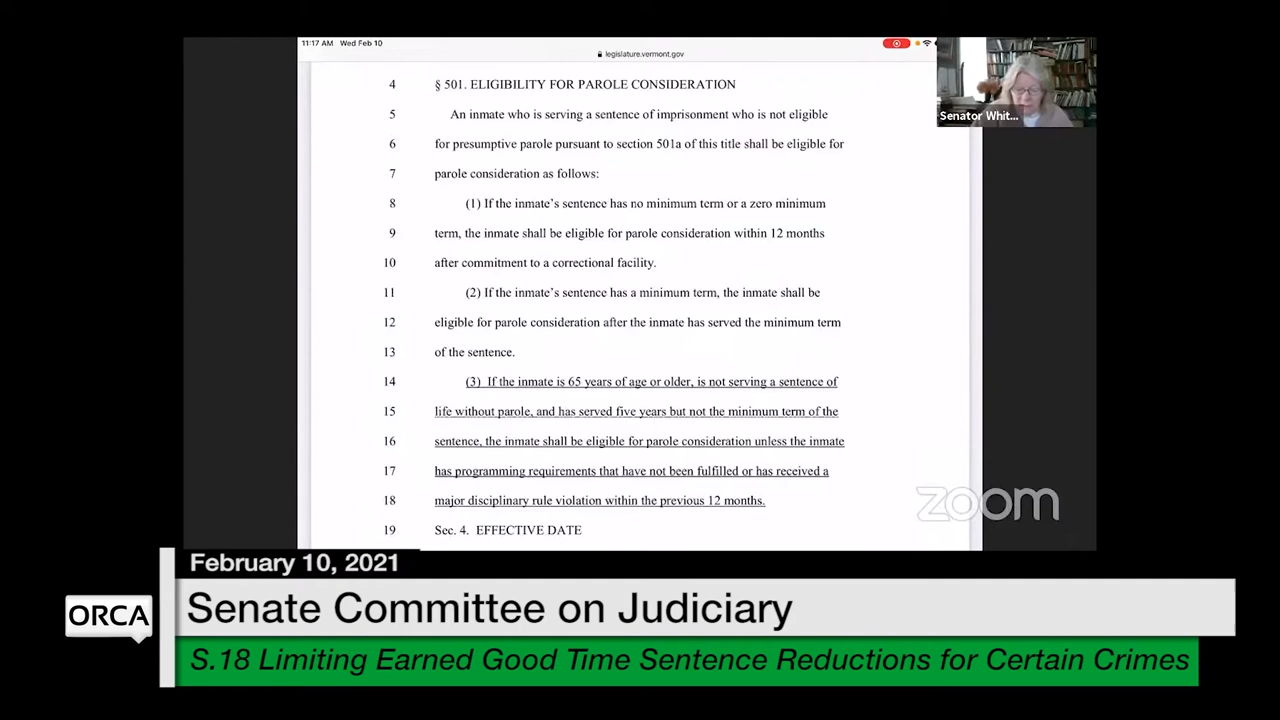 11:17 AM Wed Feb 10
legislature.vermont.gov
4 § 501. ELIGIBILITY FOR PAROLE CONSIDERATION
5 An inmate who is serving a sentence of imprisonment who is not eligible
6 for presumptive parole pursuant to section 501a of this title shall be eligible for
7 parole consideration as follows:
8 (1) If the inmate's sentence has no minimum term or a zero minimum
9 term, the inmate shall be eligible for parole consideration within 12 months
10 after commitment to a correctional facility.
11 (2) If the inmate's sentence has a minimum term, the inmate shall be
12 eligible for parole consideration after the inmate has served the minimum term
13 of the sentence.
14 (3) If the inmate is 65 years of age or older, is not serving a sentence of
15 life without parole, and has served five years but not the minimum term of the
16 sentence, the inmate shall be eligible for parole consideration unless the inmate
17 has programming requirements that have not been fulfilled or has received a
18 major disciplinary rule violation within the previous 12 months.
19 Sec. 4. EFFECTIVE DATE
Senator Whit...
zoom
February 10, 2021
ORCA
Senate Committee on Judiciary
S.18 Limiting Earned Good Time Sentence Reductions for Certain Crimes